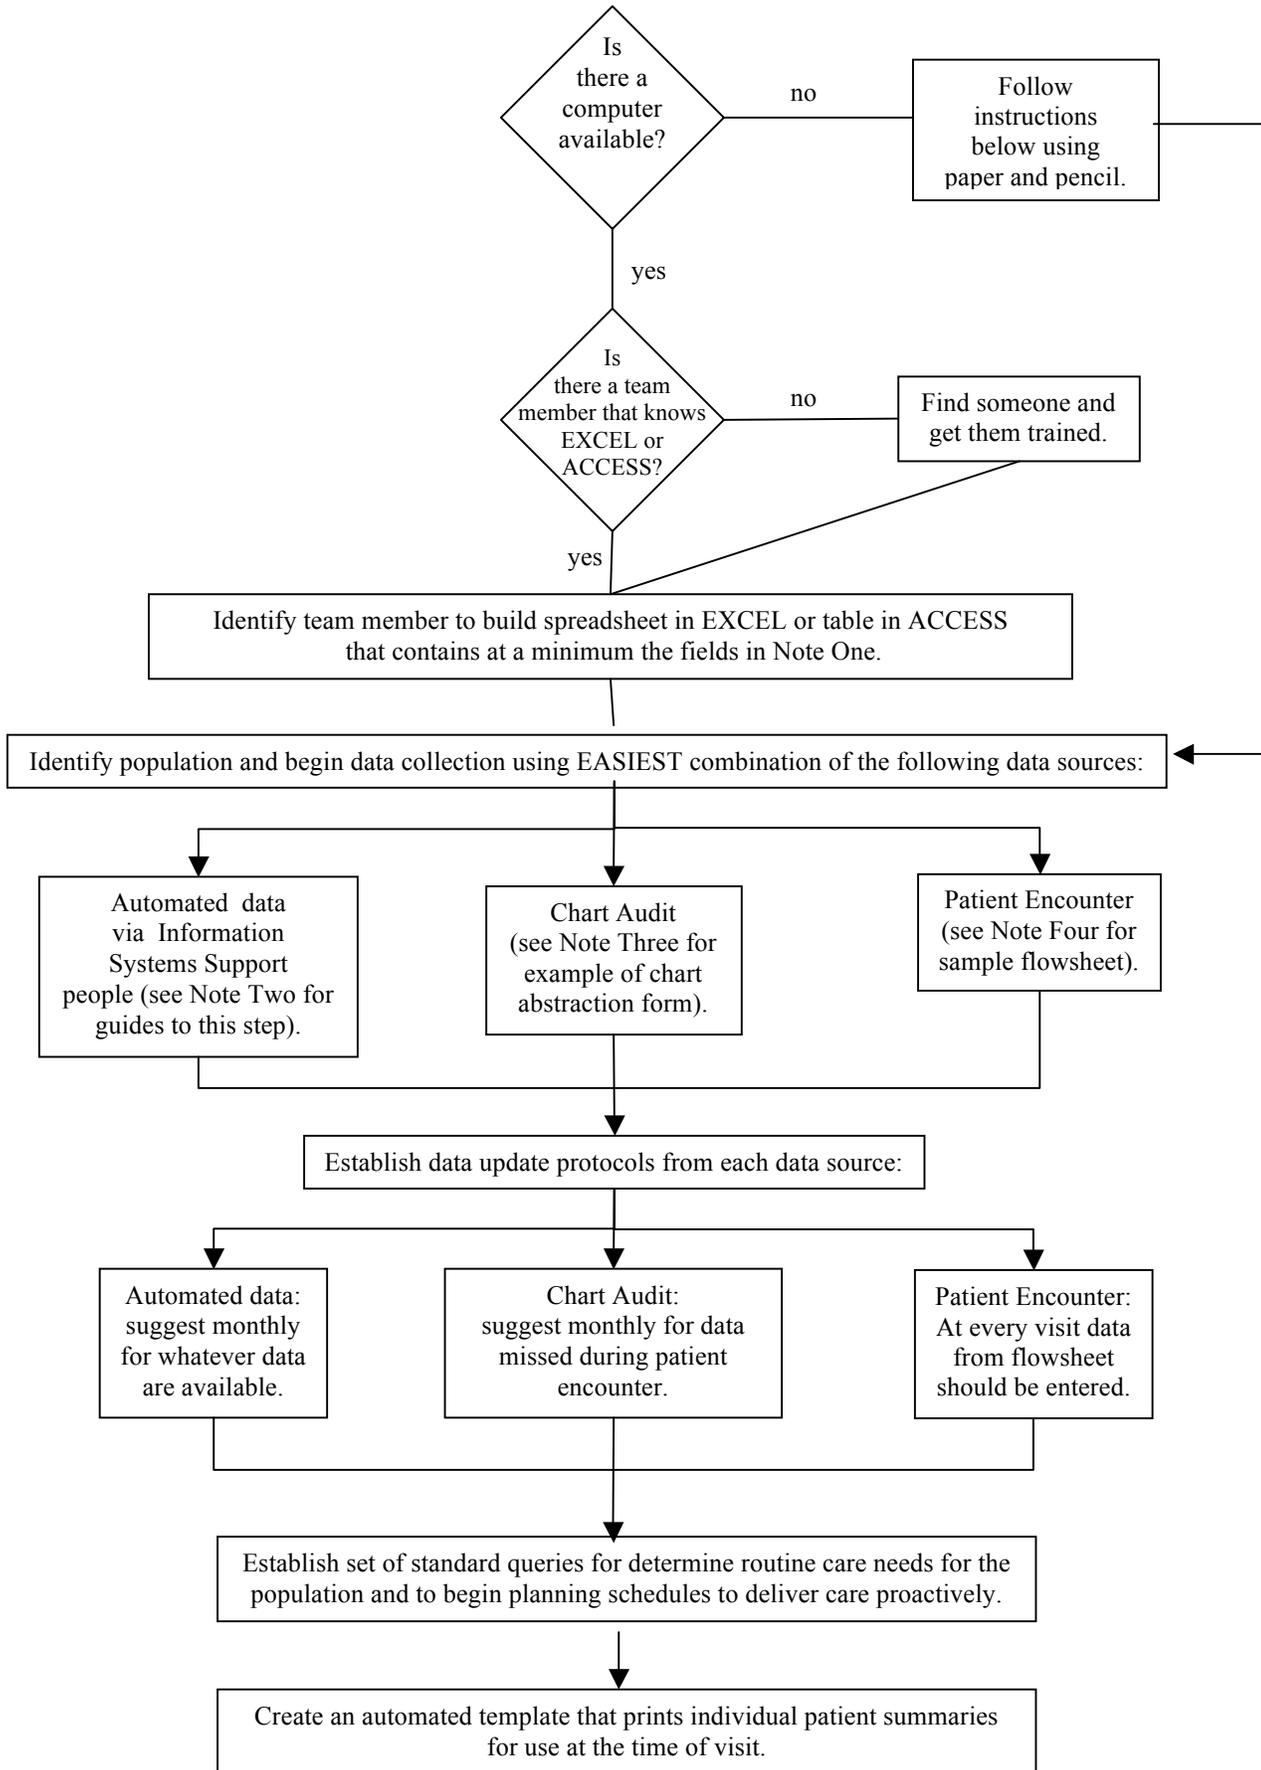 Is
there a
computer
available?
no
Follow
instructions
below using
paper and pencil.
yes
Is
there a team
member that knows
EXCEL or
ACCESS?
no
Find someone and
get them trained.
yes
Identify team member to build spreadsheet in EXCEL or table in ACCESS
that contains at a minimum the fields in Note One.
Identify population and begin data collection using EASIEST combination of the following data sources:
Automated data
via Information
Systems Support
people (see Note Two for
guides to this step).
Chart Audit
(see Note Three for
example of chart
abstraction form).
Patient Encounter
(see Note Four for
sample flowsheet).
Establish data update protocols from each data source:
Automated data:
suggest monthly
for whatever data
are available.
Chart Audit:
suggest monthly for data
missed during patient
encounter.
Patient Encounter:
At every visit data
from flowsheet
should be entered.
Establish set of standard queries for determine routine care needs for the
population and to begin planning schedules to deliver care proactively.
Create an automated template that prints individual patient summaries
for use at the time of visit.